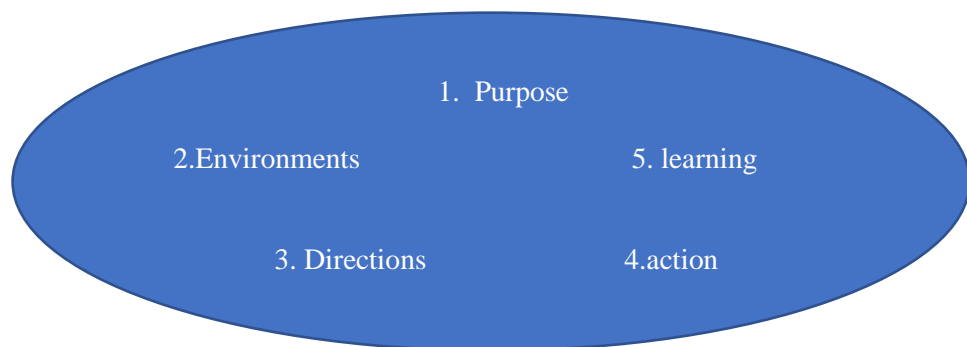 1. Purpose
2.Environments
5. learning
3. Directions
4.action